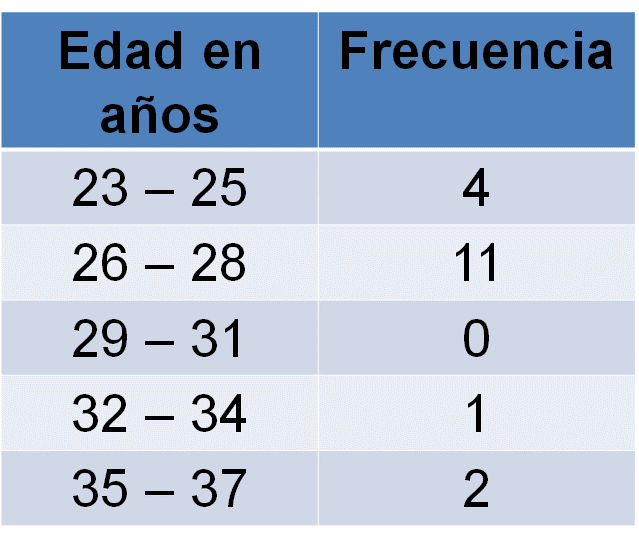 Edad en Frecuencia
años
23 – 25 4
26 – 28 11
29 – 31 0
32 – 34 1
35 – 37 2